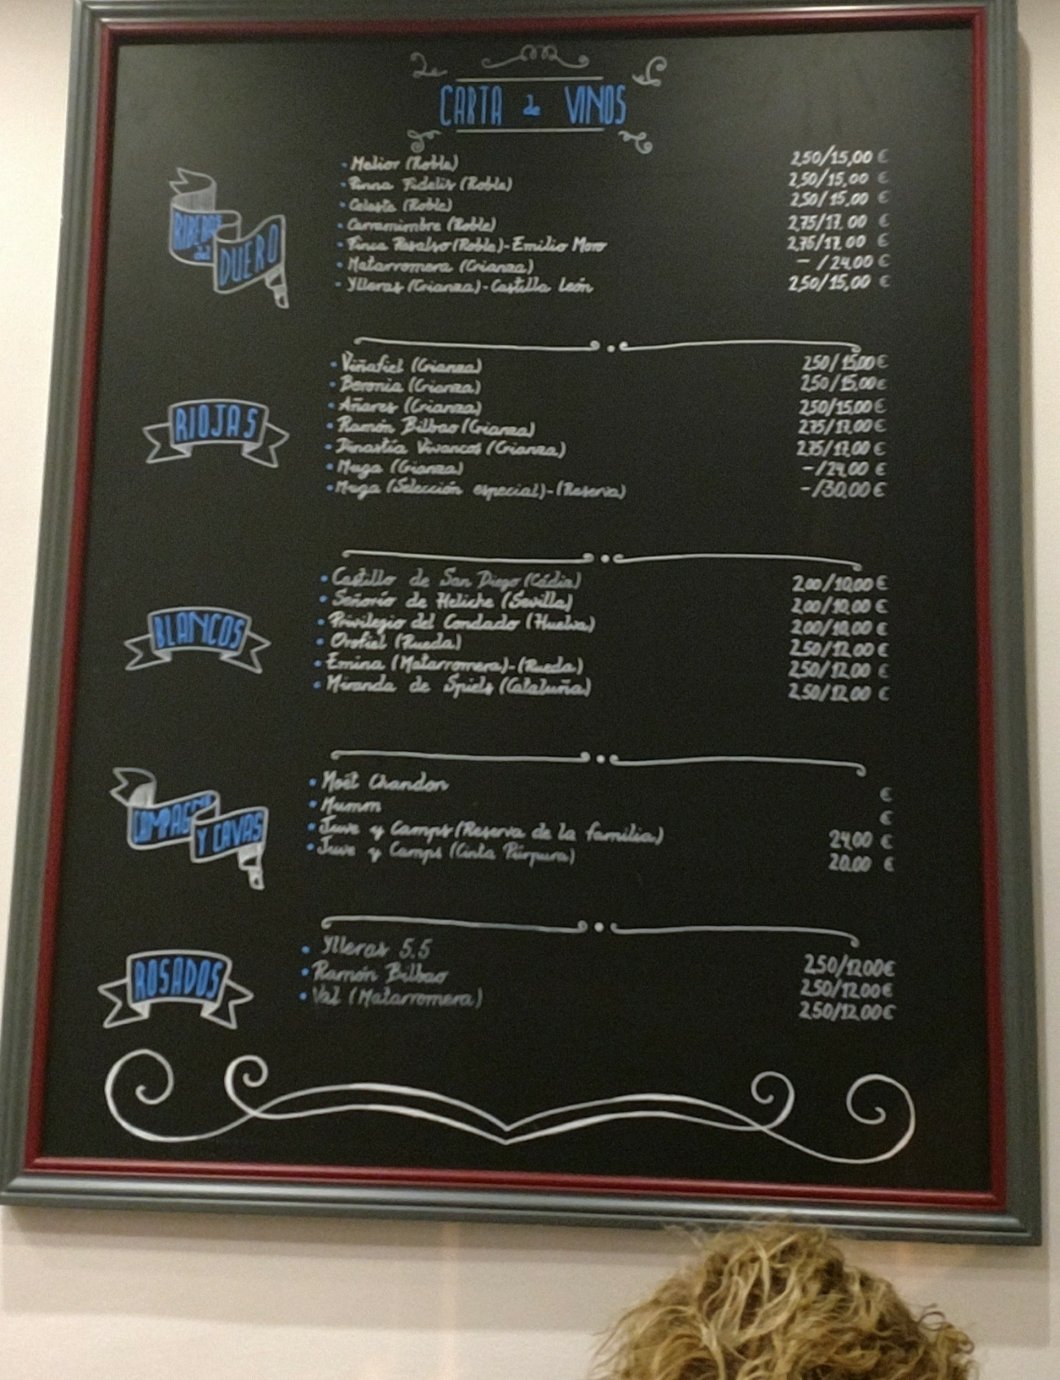 CARTA de VINOS
RIBERAS del DUERO
• Melior (Roble) 2,50/15,00 €
• Pinna Fidelis (Roble) 2,50/15,00 €
• Celeste (Roble) 2,50/15,00 €
• Carramimbre (Roble) 2,75/17,00 €
• Finca Resalso (Roble)-Emilio Moro 2,75/17,00 €
• Matarromera (Crianza) - /24,00 €
• Ylleras (Crianza)-Castilla León 2,50/15,00 €
RIOJAS
• Viñafiel (Crianza) 2,50/15,00 €
• Beronia (Crianza) 2,50/15,00 €
• Añares (Crianza) 2,50/15,00 €
• Ramón Bilbao (Crianza) 2,75/17,00 €
• Dinastía Vivancos (Crianza) 2,75/17,00 €
• Muga (Crianza) -/24,00 €
• Muga (Selección especial)-(Reserva) -/30,00 €
BLANCOS
• Castillo de San Diego (Cádiz) 2,00/10,00 €
• Señorío de Heliche (Sevilla) 2,00/10,00 €
• Privilegio del Condado (Huelva) 2,00/10,00 €
• Orofiel (Rueda) 2,50/12,00 €
• Emina (Matarromera)-(Rueda) 2,50/12,00 €
• Miranda de Spiels (Cataluña) 2,50/12,00 €
Y CAVAS
• Moët Chandon €
• Mumm €
• Juve y Camps (Reserva de la familia) 24,00 €
• Juve y Camps (Cinta Púrpura) 20,00 €
ROSADOS
• Ylleras 5.5 2,50/12,00 €
• Ramón Bilbao 2,50/12,00 €
• Val (Matarromera) 2,50/12,00 €